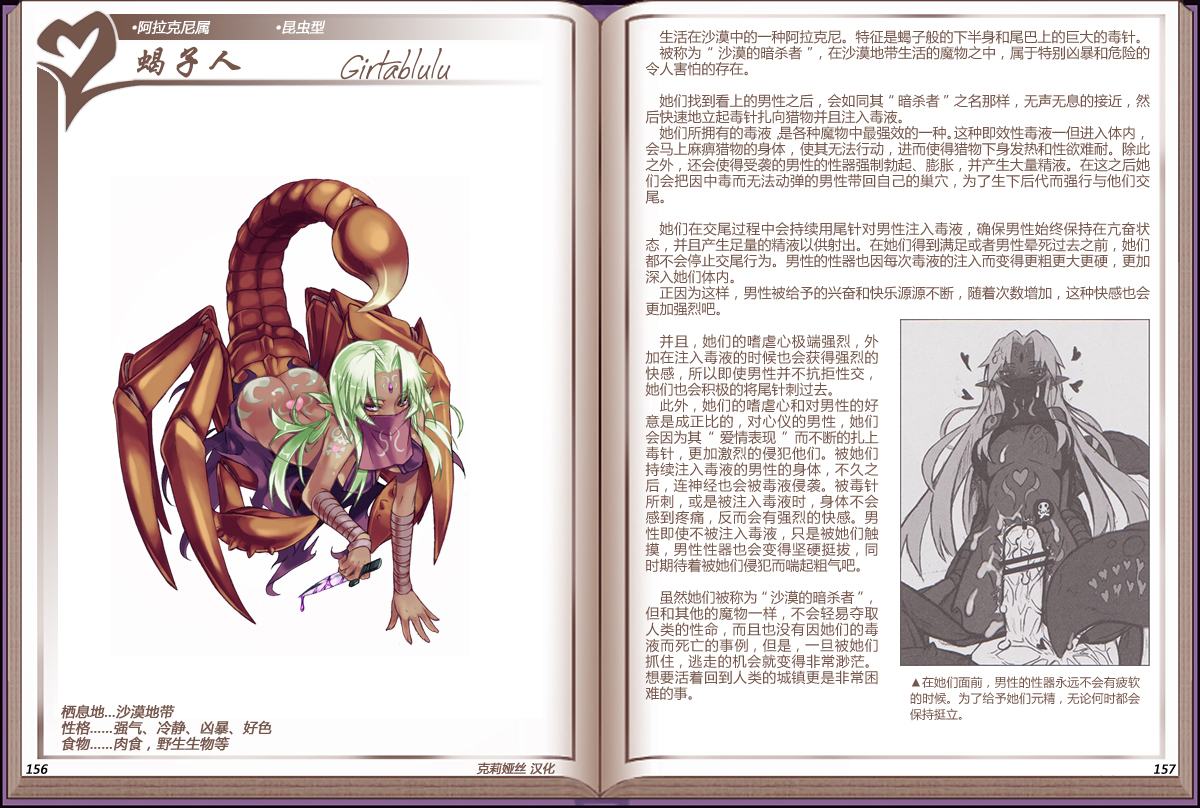 •阿拉克尼属 •昆虫型
蝎子人 Girtablulu
栖息地...沙漠地带
性格......强气、冷静、凶暴、好色
食物......肉食，野生生物等
156
克莉娅丝 汉化
生活在沙漠中的一种阿拉克尼。特征是蝎子般的下半身和尾巴上的巨大的毒针。
被称为“沙漠的暗杀者”，在沙漠地带生活的魔物之中，属于特别凶暴和危险的
令人害怕的存在。
她们找到看上的男性之后，会如同其“暗杀者”之名那样，无声无息的接近，然
后快速地立起毒针扎向猎物并且注入毒液。
她们所拥有的毒液，是各种魔物中最强效的一种。这种即效性毒液一但进入体内，
会马上麻痹猎物的身体，使其无法行动，进而使得猎物下身发热和性欲难耐。除此
之外，还会使得受袭的男性的性器强制勃起、膨胀，并产生大量精液。在这之后她
们会把因中毒而无法动弹的男性带回自己的巢穴，为了生下后代而强行与他们交
尾。
她们在交尾过程中会持续用尾针对男性注入毒液，确保男性始终保持在亢奋状
态，并且产生足量的精液以供射出。在她们得到满足或者男性晕死过去之前，她们
都不会停止交尾行为。男性的性器也因每次毒液的注入而变得更粗更大更硬，更加
深入她们体内。
正因为这样，男性被给予的兴奋和快乐源源不断，随着次数增加，这种快感也会
更加强烈吧。
并且，她们的嗜虐心极端强烈，外
加在注入毒液的时候也会获得强烈的
快感，所以即使男性并不抗拒性交，
她们也会积极的将尾针刺过去。
此外，她们的嗜虐心和对男性的好
意是成正比的，对心仪的男性，她们
会因为其“爱情表现”而不断的扎上
毒针，更加激烈的侵犯他们。被她们
持续注入毒液的男性的身体，不久之
后，连神经也会被毒液侵袭。被毒针
所刺，或是被注入毒液时，身体不会
感到疼痛，反而会有强烈的快感。男
性即使不被注入毒液，只是被她们触
摸，男性性器也会变得坚硬挺拔，同
时期待着被她们侵犯而喘起粗气吧。
虽然她们被称为“沙漠的暗杀者”，
但和其他的魔物一样，不会轻易夺取
人类的性命，而且也没有因她们的毒
液而死亡的事例，但是，一旦被她们
抓住，逃走的机会就变得非常渺茫。
想要活着回到人类的城镇更是非常困
难的事。
▲在她们面前，男性的性器永远不会有疲软
的时候。为了给予她们元精，无论何时都会
保持挺立。
157